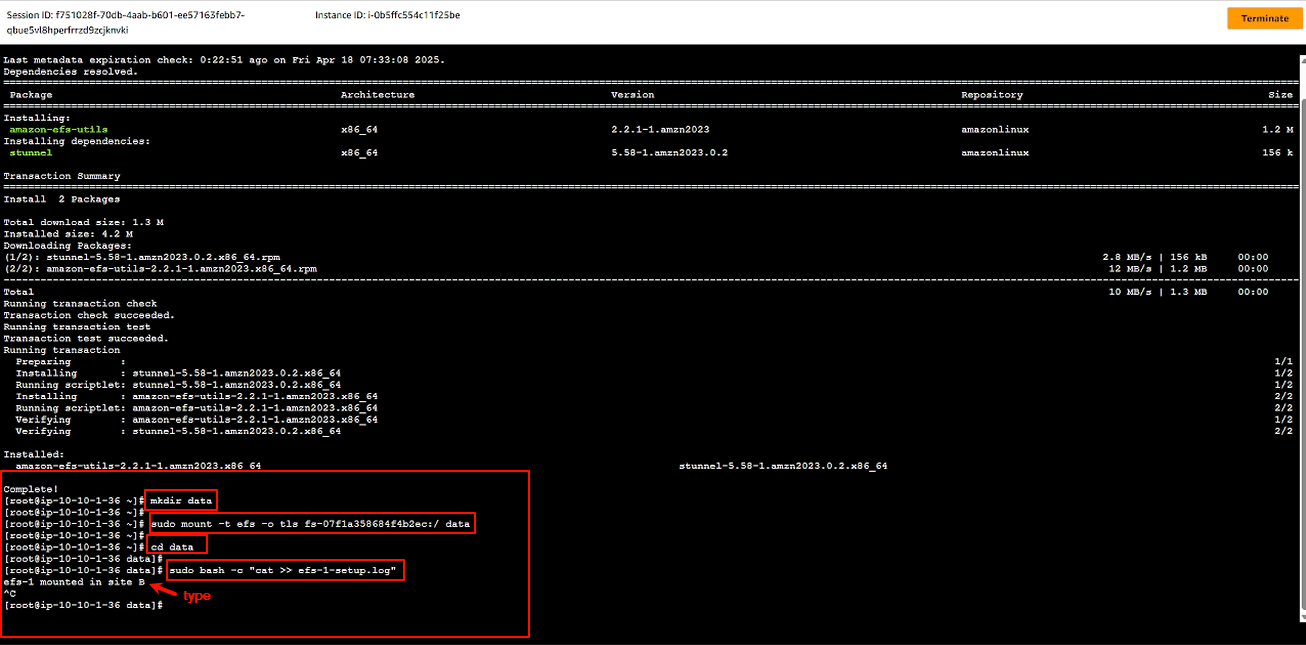 Session ID: f751028f-70db-4aab-b601-ee57163febb7-
qbue5vl8hperfrrzd9zcjknvki
Instance ID: i-0b5ffc554c11f25be
Terminate
Last metadata expiration check: 0:22:51 ago on Fri Apr 18 07:33:08 2025.
Dependencies resolved.
Package Architecture Version Repository Size
Installing:
amazon-efs-utils x86_64 2.2.1-1.amzn2023 amazonlinux 1.2 M
Installing dependencies:
stunnel x86_64 5.58-1.amzn2023.0.2 amazonlinux 156 k
Transaction Summary
Install 2 Packages
Total download size: 1.3 M
Installed size: 4.2 M
Downloading Packages:
(1/2): stunnel-5.58-1.amzn2023.0.2.x86_64.rpm 2.8 MB/s | 156 kB 00:00
(2/2): amazon-efs-utils-2.2.1-1.amzn2023.x86_64.rpm 12 MB/s | 1.2 MB 00:00
Total 10 MB/s | 1.3 MB 00:00
Running transaction check
Transaction check succeeded.
Running transaction test
Transaction test succeeded.
Running transaction
Preparing : 1/1
Installing : stunnel-5.58-1.amzn2023.0.2.x86_64 1/2
Running scriptlet: stunnel-5.58-1.amzn2023.0.2.x86_64 1/2
Installing : amazon-efs-utils-2.2.1-1.amzn2023.x86_64 2/2
Running scriptlet: amazon-efs-utils-2.2.1-1.amzn2023.x86_64 2/2
Verifying : amazon-efs-utils-2.2.1-1.amzn2023.x86_64 1/2
Verifying : stunnel-5.58-1.amzn2023.0.2.x86_64 2/2
Installed:
amazon-efs-utils-2.2.1-1.amzn2023.x86_64 stunnel-5.58-1.amzn2023.0.2.x86_64
Complete!
[root@ip-10-10-1-36 ~]# mkdir data
[root@ip-10-10-1-36 ~]#
[root@ip-10-10-1-36 ~]# sudo mount -t efs -o tls fs-07f1a358684f4b2ec:/ data
[root@ip-10-10-1-36 ~]#
[root@ip-10-10-1-36 ~]# cd data
[root@ip-10-10-1-36 data]#
[root@ip-10-10-1-36 data]# sudo bash -c "cat >> efs-1-setup.log"
efs-1 mounted in site B
type
^C
[root@ip-10-10-1-36 data]#